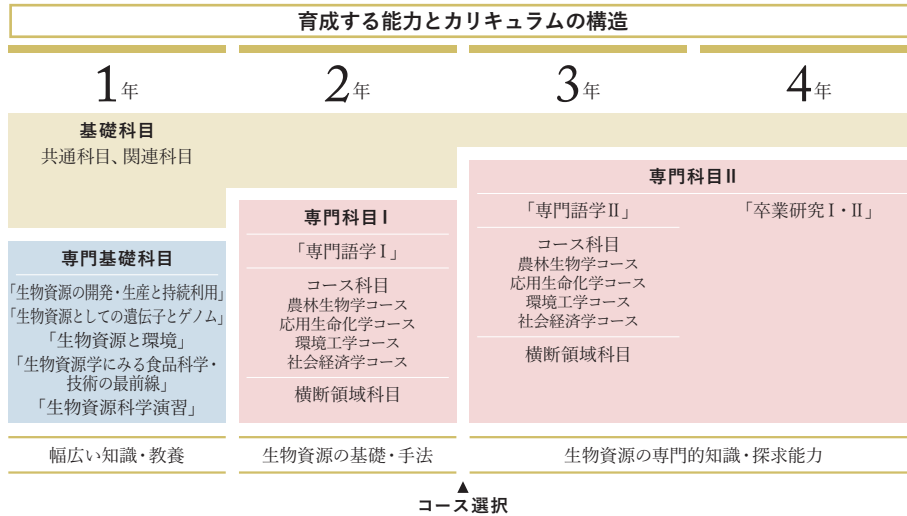 育成する能力とカリキュラムの構造
1年
2年
3年
4年
基礎科目
共通科目、関連科目
専門基礎科目
「生物資源の開発・生産と持続利用」
「生物資源としての遺伝子とゲノム」
「生物資源と環境」
「生物資源学にみる食品科学・
技術の最前線」
「生物資源科学演習」
専門科目Ⅰ
「専門語学Ⅰ」
コース科目
農林生物学コース
応用生命化学コース
環境工学コース
社会経済学コース
横断領域科目
専門科目Ⅱ
「専門語学Ⅱ」
コース科目
農林生物学コース
応用生命化学コース
環境工学コース
社会経済学コース
横断領域科目
「卒業研究Ⅰ・Ⅱ」
幅広い知識・教養
生物資源の基礎・手法
生物資源の専門的知識・探求能力
▲
コース選択